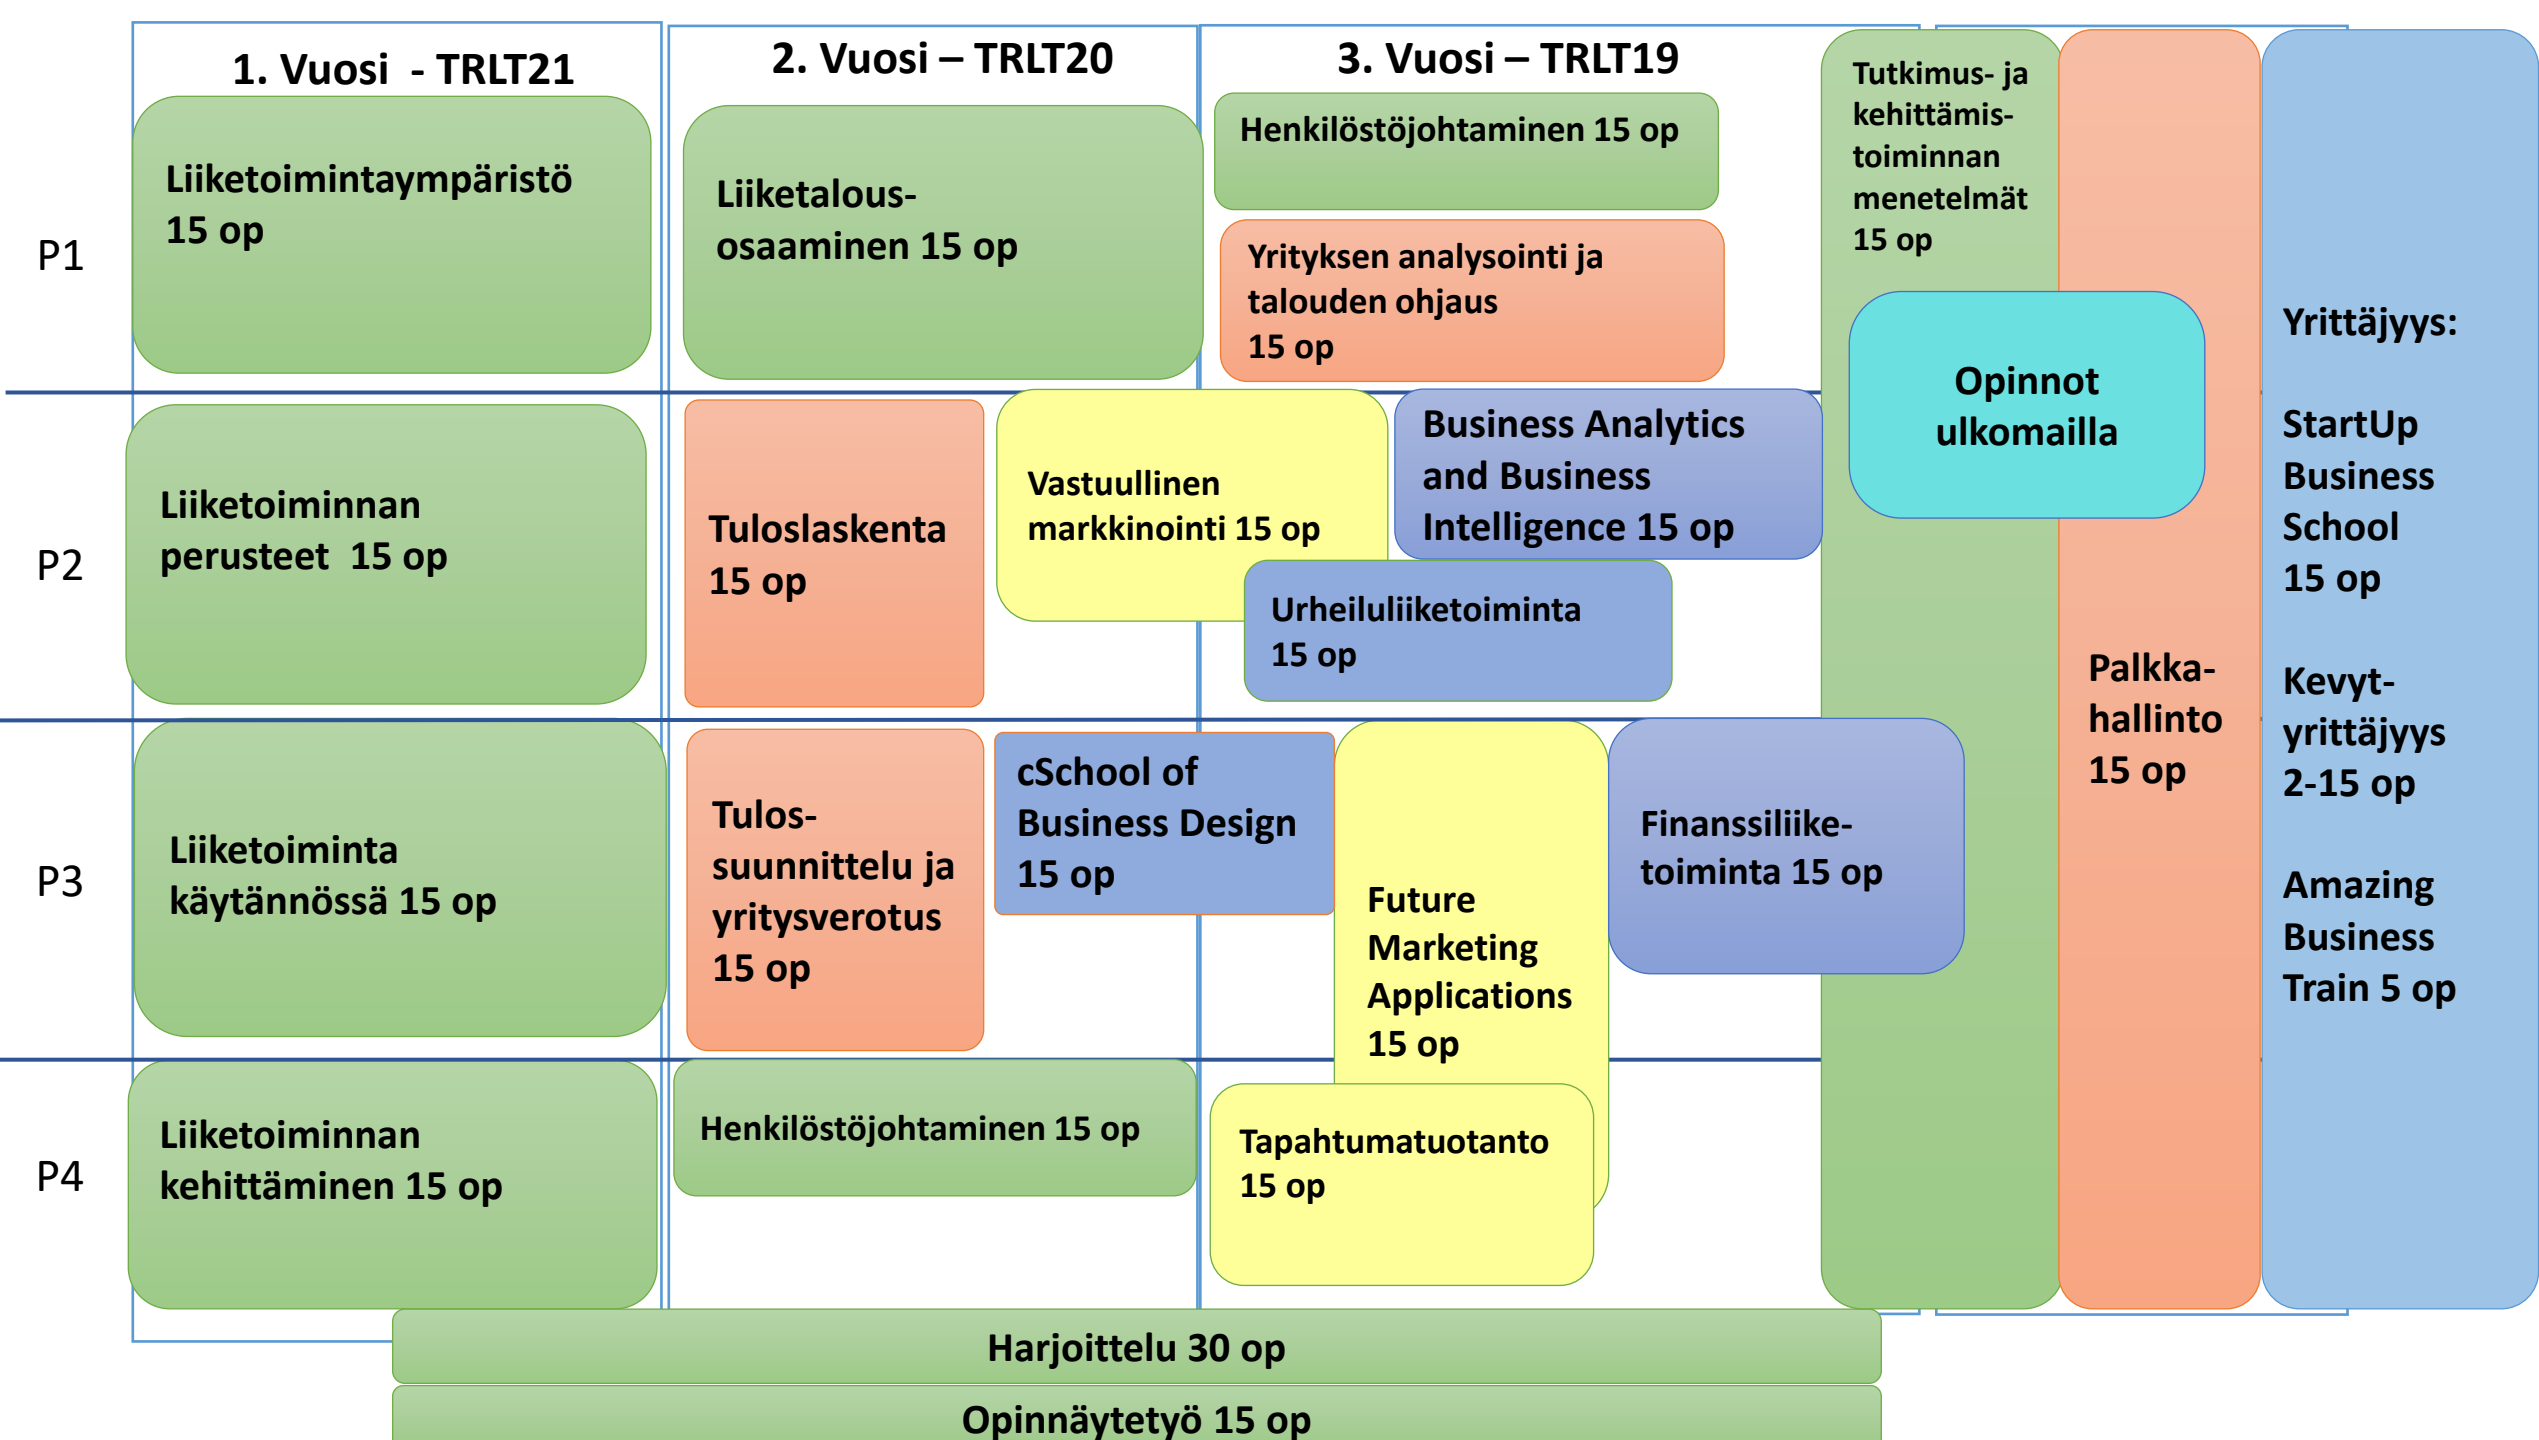 1. Vuosi - TRLT21
2. Vuosi – TRLT20
3. Vuosi – TRLT19
P1
Liiketoimintaympäristö
15 op
Liiketalous-
osaaminen 15 op
Henkilöstöjohtaminen 15 op
Yrityksen analysointi ja
talouden ohjaus
15 op
P2
Liiketoiminnan
perusteet 15 op
Tuloslaskenta
15 op
Vastuullinen
markkinointi 15 op
Business Analytics
and Business
Intelligence 15 op
Urheiluliiketoiminta
15 op
P3
Liiketoiminta
käytännössä 15 op
Tulos-
suunnittelu ja
yritysverotus
15 op
cSchool of
Business Design
15 op
Future
Marketing
Applications
15 op
Finanssiliike-
toiminta 15 op
P4
Liiketoiminnan
kehittäminen 15 op
Henkilöstöjohtaminen 15 op
Tapahtumatuotanto
15 op
Tutkimus- ja
kehittämis-
toiminnan
menetelmät
15 op
Opinnot
ulkomailla
Palkka-
hallinto
15 op
Yrittäjyys:
StartUp
Business
School
15 op
Kevyt-
yrittäjyys
2-15 op
Amazing
Business
Train 5 op
Harjoittelu 30 op
Opinnäytetyö 15 op